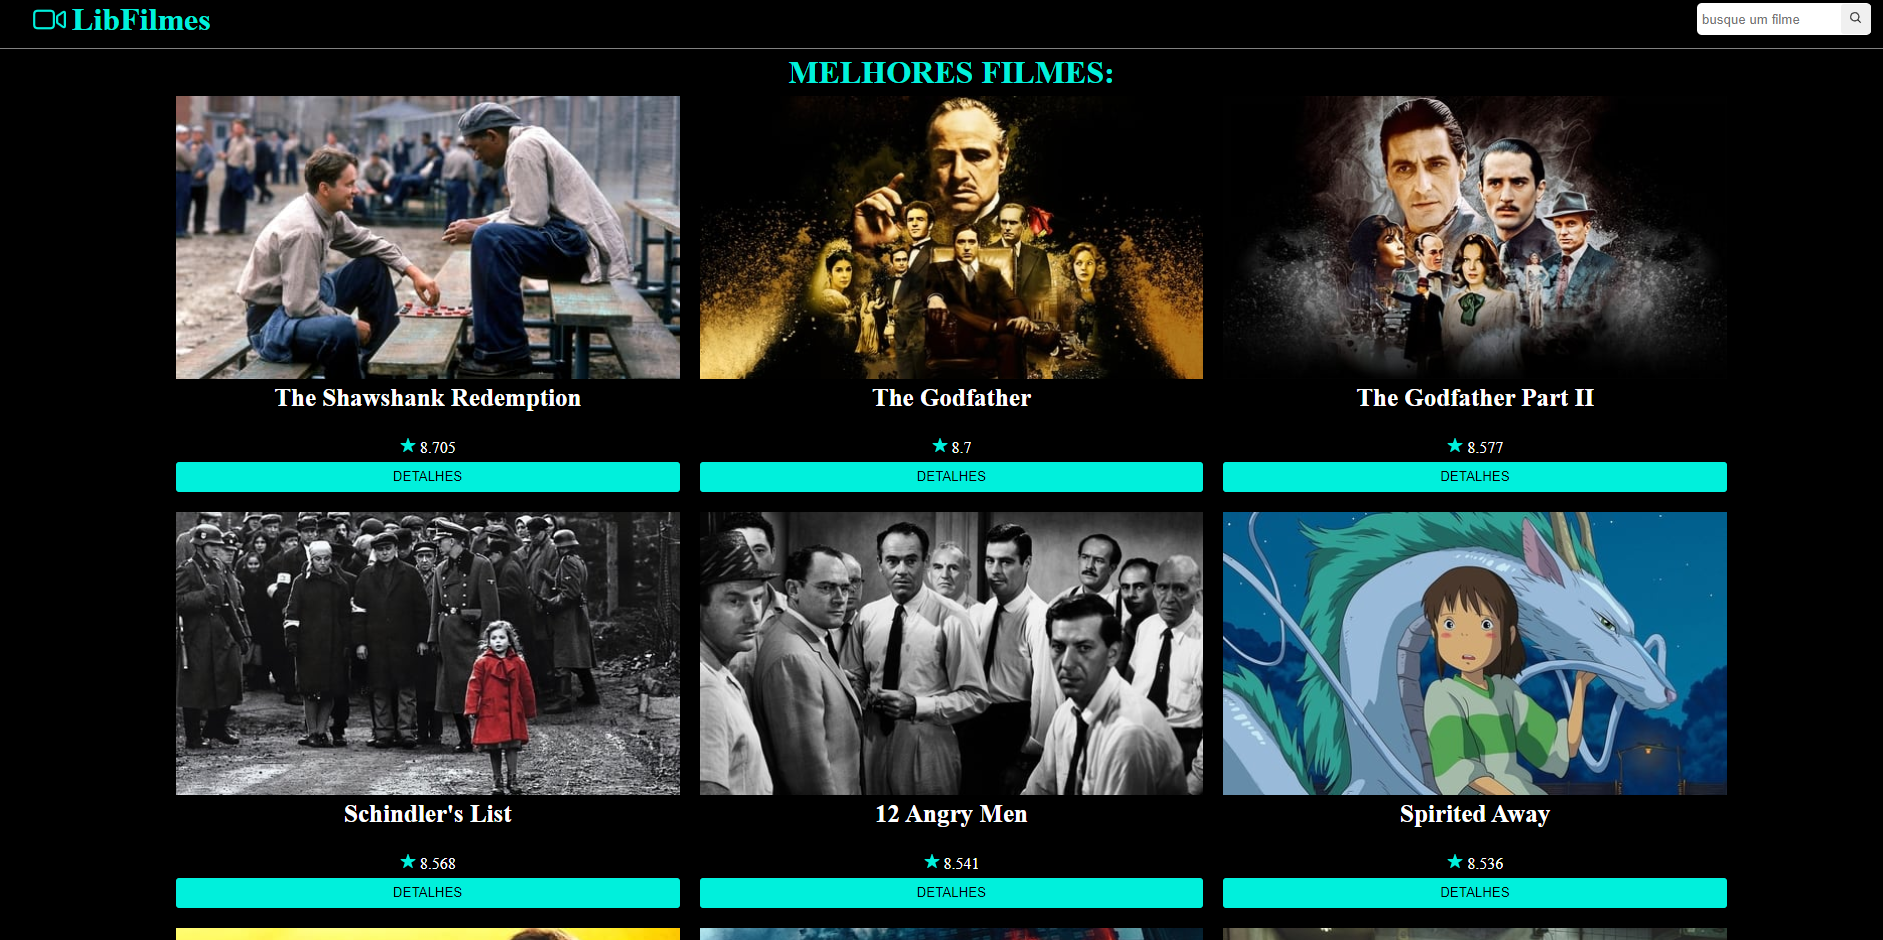 LibFilmes
busque um filme
MELHORES FILMES:
The Shawshank Redemption
The Godfather
The Godfather Part II
★ 8.705
★ 8.7
★ 8.577
DETALHES
DETALHES
DETALHES
Schindler's List
12 Angry Men
Spirited Away
★ 8.568
★ 8.541
★ 8.536
DETALHES
DETALHES
DETALHES